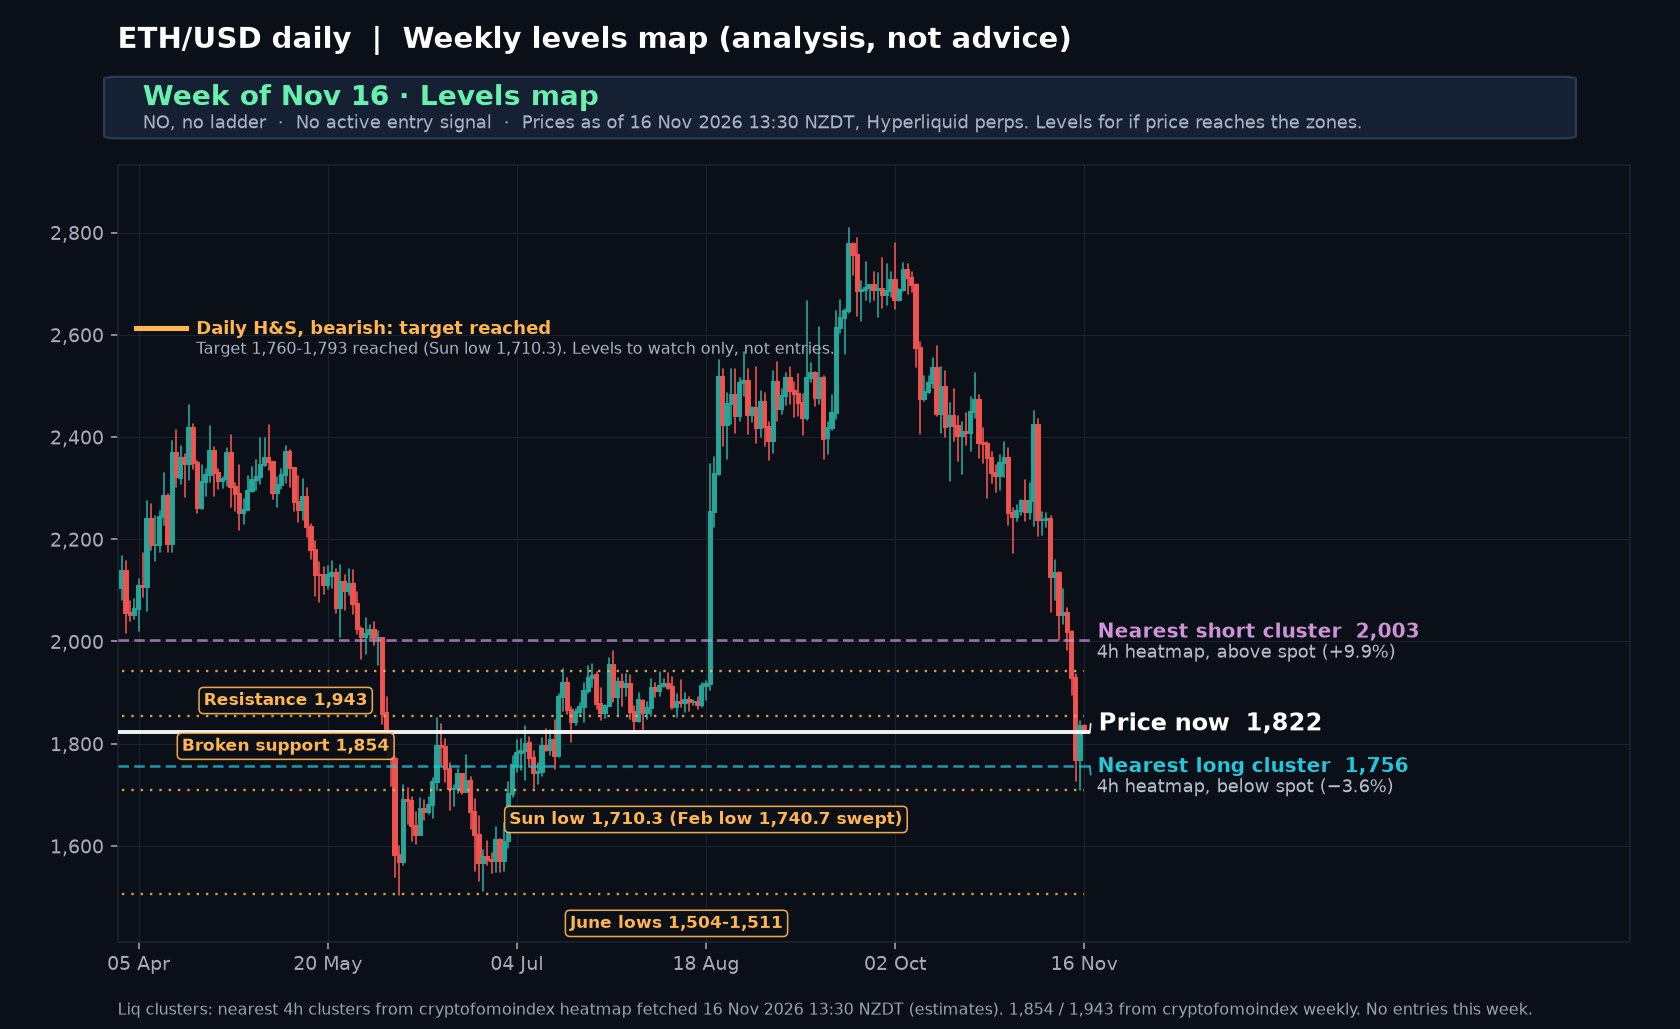 ETH/USD daily  |  Weekly levels map (analysis, not advice)
Week of Nov 16 · Levels map
NO, no ladder  ·  No active entry signal  ·  Prices as of 16 Nov 2026 13:30 NZDT, Hyperliquid perps. Levels for if price reaches the zones.
2,800
2,600
2,400
2,200
2,000
1,800
1,600
Daily H&S, bearish: target reached
Target 1,760-1,793 reached (Sun low 1,710.3). Levels to watch only, not entries.
Nearest short cluster  2,003
4h heatmap, above spot (+9.9%)
Resistance 1,943
Price now  1,822
Broken support 1,854
Nearest long cluster  1,756
4h heatmap, below spot (−3.6%)
Sun low 1,710.3 (Feb low 1,740.7 swept)
June lows 1,504-1,511
05 Apr
20 May
04 Jul
18 Aug
02 Oct
16 Nov
Liq clusters: nearest 4h clusters from cryptofomoindex heatmap fetched 16 Nov 2026 13:30 NZDT (estimates). 1,854 / 1,943 from cryptofomoindex weekly. No entries this week.